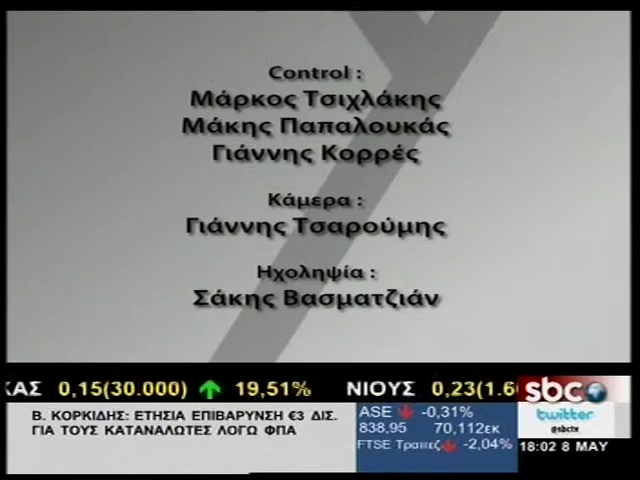 Control :
Μάρκος Τσιχλάκης
Μάκης Παπαλουκάς
Γιάννης Κορρές
Κάμερα :
Γιάννης Τσαρούμης
Ηχοληψία :
Σάκης Βασματζιάν
ΚΑΣ 0,15(30.000) 19,51% ΝΙΟΥΣ 0,23(1.6
sbc
Β. ΚΟΡΚΙΔΗΣ: ΕΤΗΣΙΑ ΕΠΙΒΑΡΥΝΣΗ €3 ΔΙΣ.
ΓΙΑ ΤΟΥΣ ΚΑΤΑΝΑΛΩΤΕΣ ΛΟΓΩ ΦΠΑ
ASE -0,31%
838,95 70,112εκ
FTSE Τραπεζ -2,04%
twitter
@sbctv
18:02 8 MAY